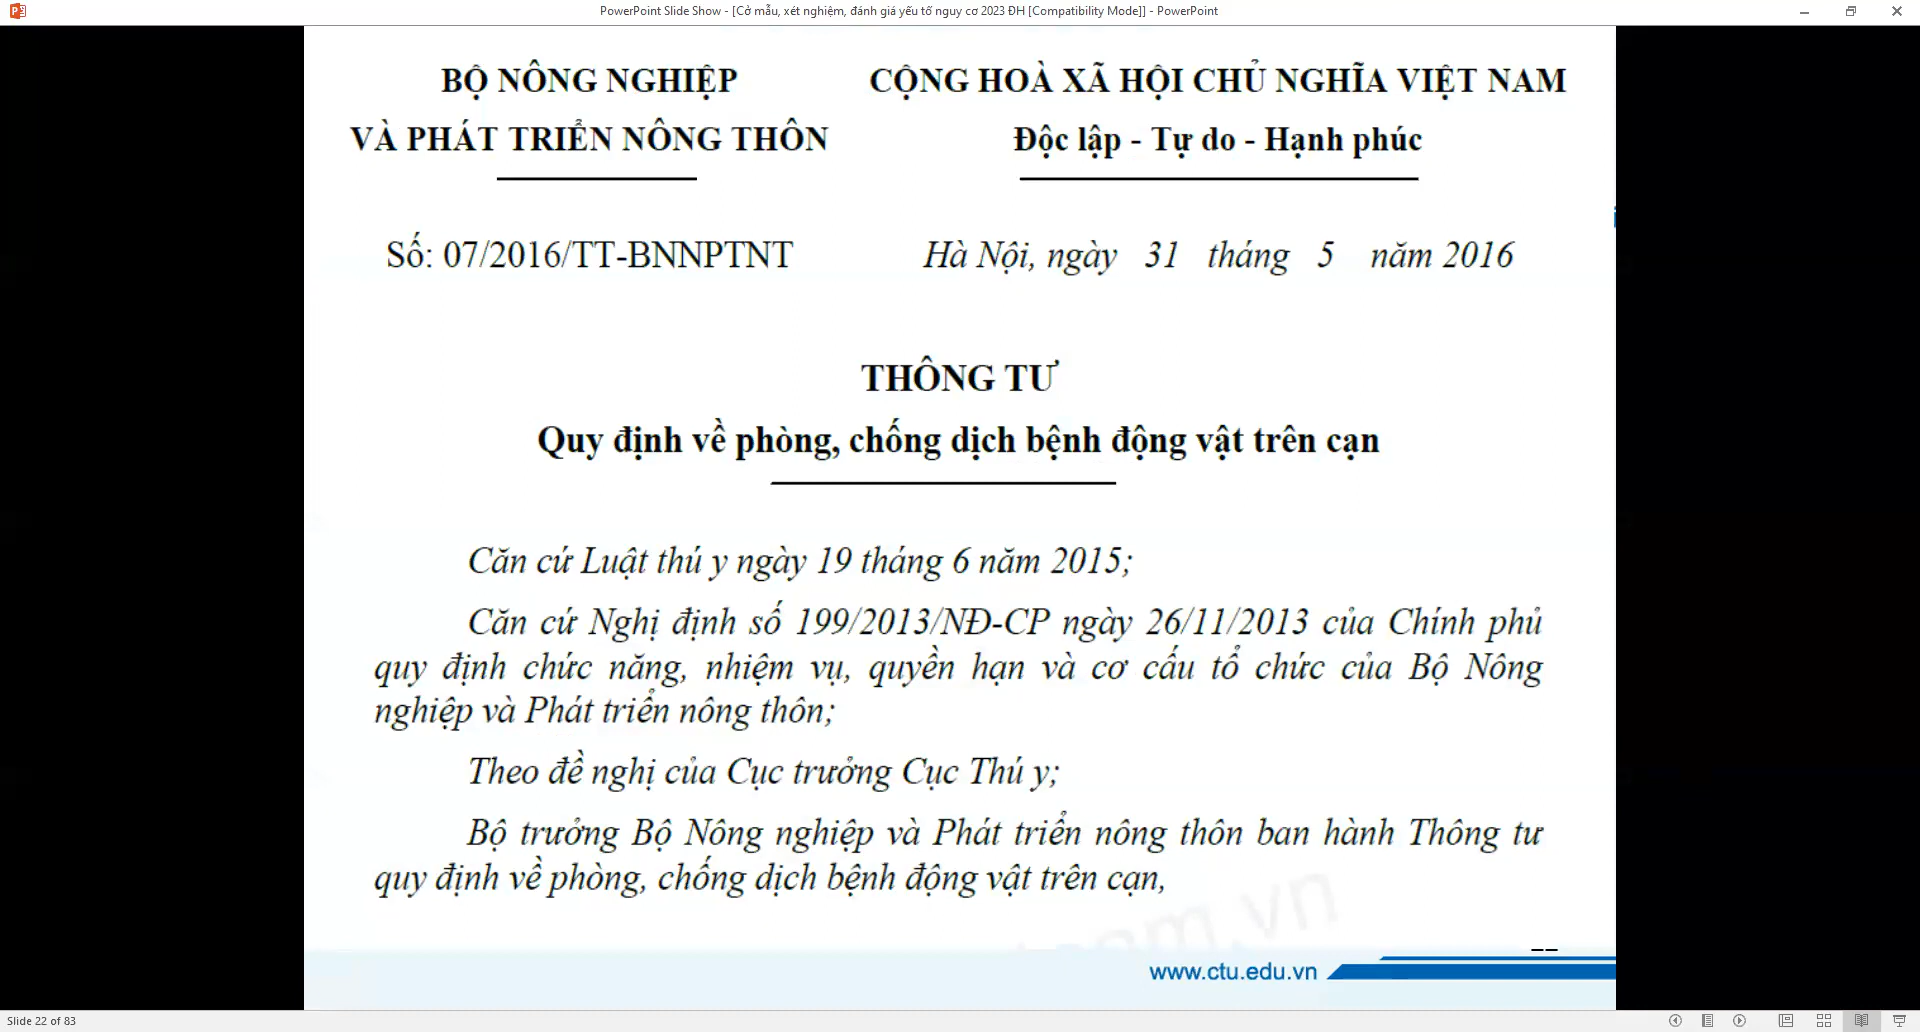 PowerPoint Slide Show - [Cở mẫu, xét nghiệm, đánh giá yếu tố nguy cơ 2023 ĐH [Compatibility Mode]] - PowerPoint
BỘ NÔNG NGHIỆP
VÀ PHÁT TRIỂN NÔNG THÔN
CỘNG HOÀ XÃ HỘI CHỦ NGHĨA VIỆT NAM
Độc lập - Tự do - Hạnh phúc
Số: 07/2016/TT-BNNPTNT
Hà Nội, ngày 31 tháng 5 năm 2016
THÔNG TƯ
Quy định về phòng, chống dịch bệnh động vật trên cạn
Căn cứ Luật thú y ngày 19 tháng 6 năm 2015;
Căn cứ Nghị định số 199/2013/NĐ-CP ngày 26/11/2013 của Chính phủ
quy định chức năng, nhiệm vụ, quyền hạn và cơ cấu tổ chức của Bộ Nông
nghiệp và Phát triển nông thôn;
Theo đề nghị của Cục trưởng Cục Thú y;
Bộ trưởng Bộ Nông nghiệp và Phát triển nông thôn ban hành Thông tư
quy định về phòng, chống dịch bệnh động vật trên cạn,
www.ctu.edu.vn
Slide 22 of 83